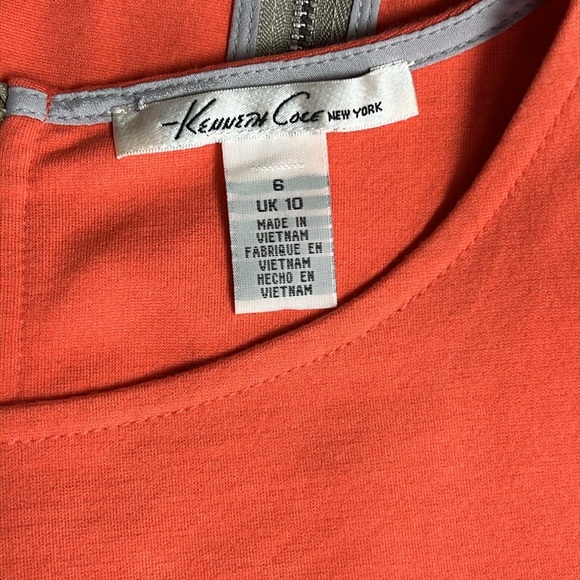 Kenneth Cole NEW YORK
6
UK 10
MADE IN
VIETNAM
FABRIQUE EN
VIETNAM
HECHO EN
VIETNAM